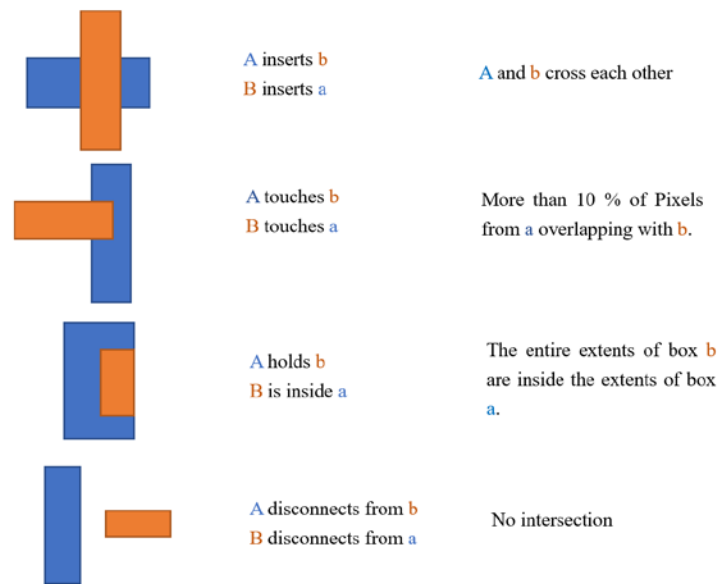 A inserts b
B inserts a
A and b cross each other
A touches b
B touches a
More than 10 % of Pixels
from a overlapping with b.
A holds b
B is inside a
The entire extents of box b
are inside the extents of box
a.
A disconnects from b
B disconnects from a
No intersection